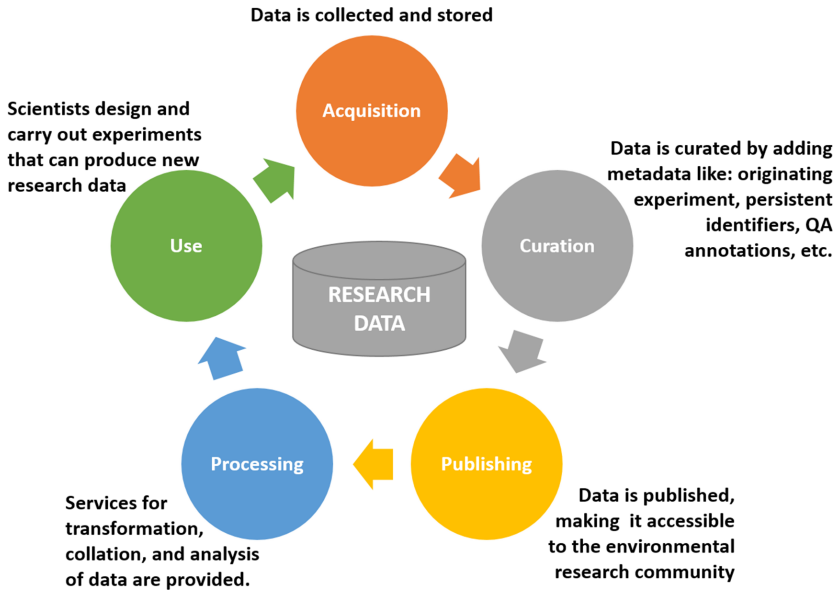 Data is collected and stored
Acquisition
Data is curated by adding
metadata like: originating
experiment, persistent
identifiers, QA
annotations, etc.
Curation
Publishing
Data is published,
making  it accessible
to the environmental
research community
Processing
Services for
transformation,
collation, and analysis
of data are provided.
Use
Scientists design and
carry out experiments
that can produce new
research data
RESEARCH
DATA